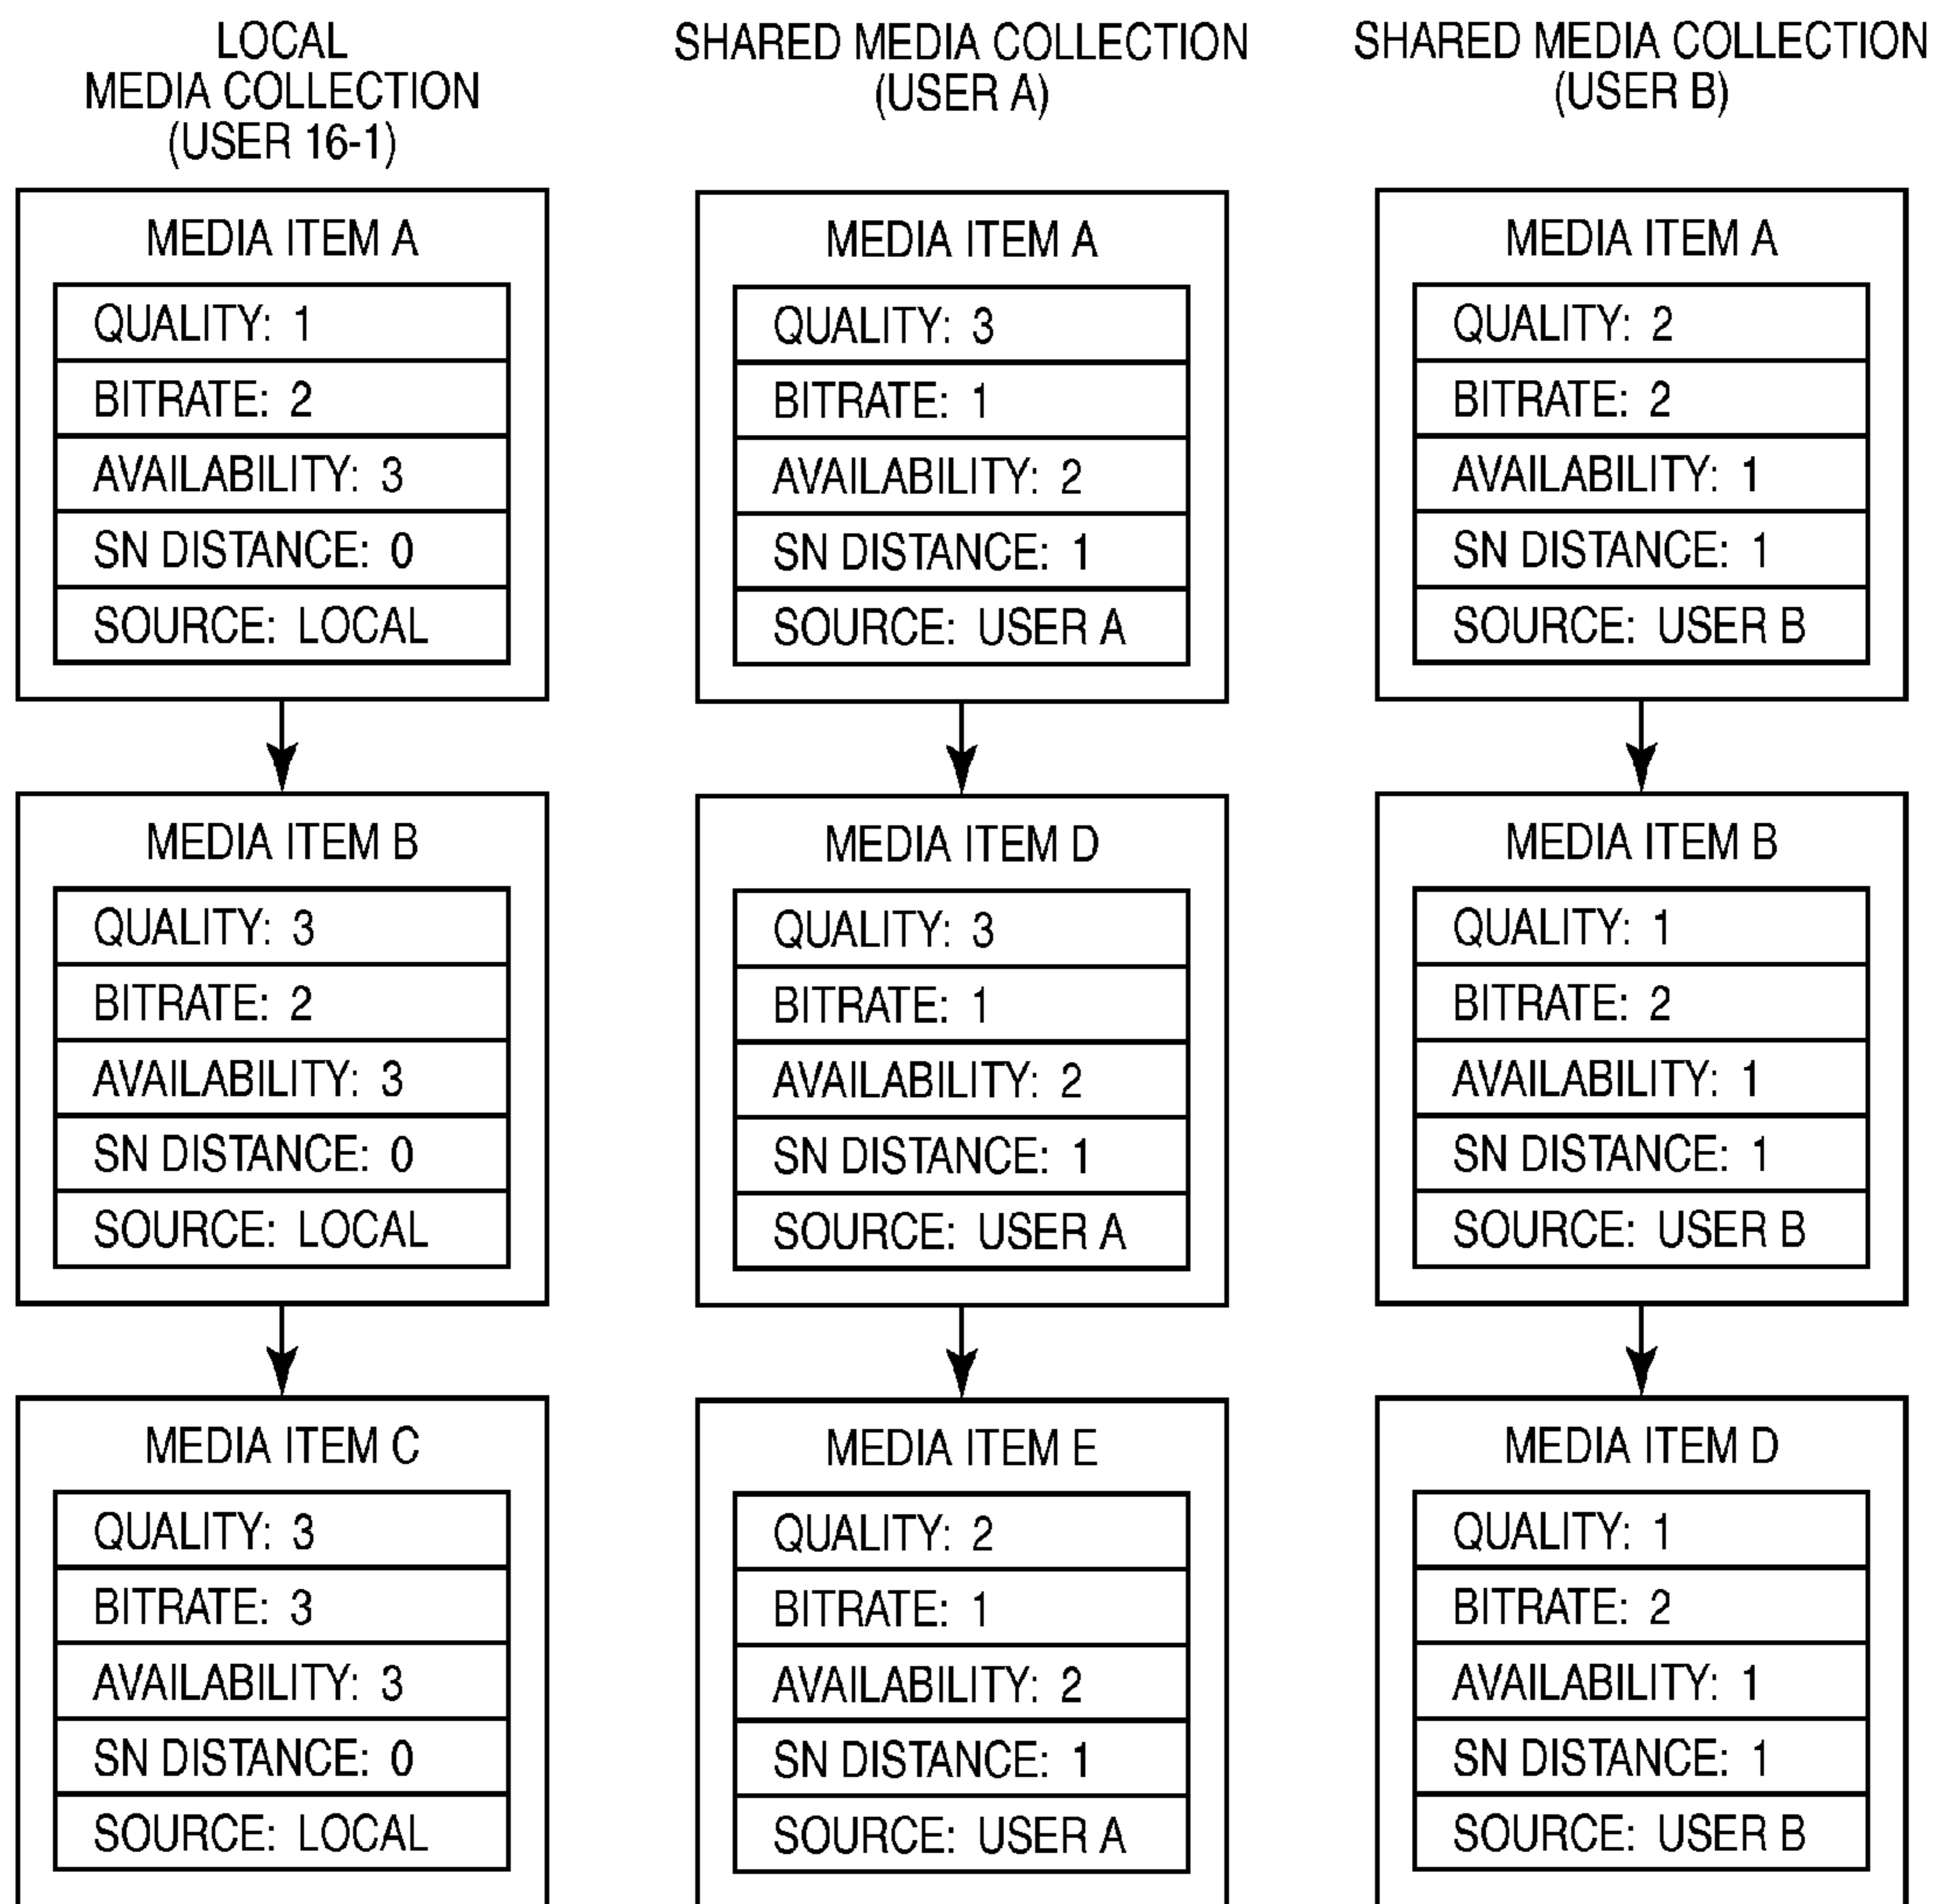 LOCAL
MEDIA COLLECTION
(USER 16-1)
MEDIA ITEM A
QUALITY: 1
BITRATE: 2
AVAILABILITY: 3
SN DISTANCE: 0
SOURCE: LOCAL
MEDIA ITEM B
QUALITY: 3
BITRATE: 2
AVAILABILITY: 3
SN DISTANCE: 0
SOURCE: LOCAL
MEDIA ITEM C
QUALITY: 3
BITRATE: 3
AVAILABILITY: 3
SN DISTANCE: 0
SOURCE: LOCAL
SHARED MEDIA COLLECTION
(USER A)
MEDIA ITEM A
QUALITY: 3
BITRATE: 1
AVAILABILITY: 2
SN DISTANCE: 1
SOURCE: USER A
MEDIA ITEM D
QUALITY: 3
BITRATE: 1
AVAILABILITY: 2
SN DISTANCE: 1
SOURCE: USER A
MEDIA ITEM E
QUALITY: 2
BITRATE: 1
AVAILABILITY: 2
SN DISTANCE: 1
SOURCE: USER A
SHARED MEDIA COLLECTION
(USER B)
MEDIA ITEM A
QUALITY: 2
BITRATE: 2
AVAILABILITY: 1
SN DISTANCE: 1
SOURCE: USER B
MEDIA ITEM B
QUALITY: 1
BITRATE: 2
AVAILABILITY: 1
SN DISTANCE: 1
SOURCE: USER B
MEDIA ITEM D
QUALITY: 1
BITRATE: 2
AVAILABILITY: 1
SN DISTANCE: 1
SOURCE: USER B